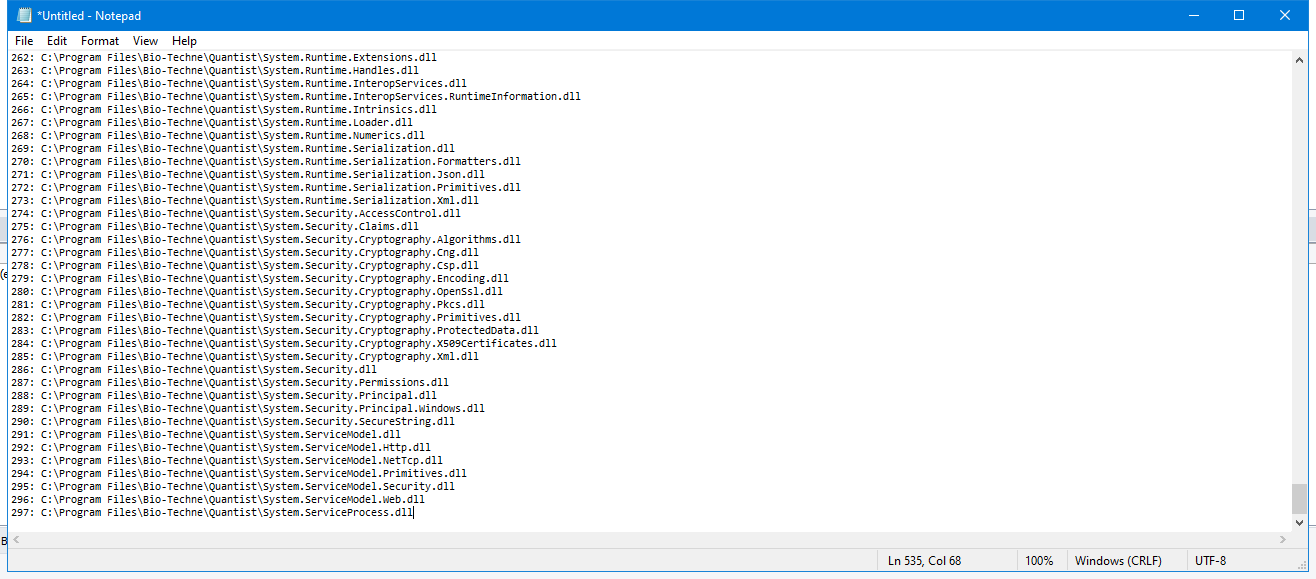 *Untitled - Notepad
File Edit Format View Help
262: C:\Program Files\Bio-Techne\Quantist\System.Runtime.Extensions.dll
263: C:\Program Files\Bio-Techne\Quantist\System.Runtime.Handles.dll
264: C:\Program Files\Bio-Techne\Quantist\System.Runtime.InteropServices.dll
265: C:\Program Files\Bio-Techne\Quantist\System.Runtime.InteropServices.RuntimeInformation.dll
266: C:\Program Files\Bio-Techne\Quantist\System.Runtime.Intrinsics.dll
267: C:\Program Files\Bio-Techne\Quantist\System.Runtime.Loader.dll
268: C:\Program Files\Bio-Techne\Quantist\System.Runtime.Numerics.dll
269: C:\Program Files\Bio-Techne\Quantist\System.Runtime.Serialization.dll
270: C:\Program Files\Bio-Techne\Quantist\System.Runtime.Serialization.Formatters.dll
271: C:\Program Files\Bio-Techne\Quantist\System.Runtime.Serialization.Json.dll
272: C:\Program Files\Bio-Techne\Quantist\System.Runtime.Serialization.Primitives.dll
273: C:\Program Files\Bio-Techne\Quantist\System.Runtime.Serialization.Xml.dll
274: C:\Program Files\Bio-Techne\Quantist\System.Security.AccessControl.dll
275: C:\Program Files\Bio-Techne\Quantist\System.Security.Claims.dll
276: C:\Program Files\Bio-Techne\Quantist\System.Security.Cryptography.Algorithms.dll
277: C:\Program Files\Bio-Techne\Quantist\System.Security.Cryptography.Cng.dll
278: C:\Program Files\Bio-Techne\Quantist\System.Security.Cryptography.Csp.dll
279: C:\Program Files\Bio-Techne\Quantist\System.Security.Cryptography.Encoding.dll
280: C:\Program Files\Bio-Techne\Quantist\System.Security.Cryptography.OpenSsl.dll
281: C:\Program Files\Bio-Techne\Quantist\System.Security.Cryptography.Pkcs.dll
282: C:\Program Files\Bio-Techne\Quantist\System.Security.Cryptography.Primitives.dll
283: C:\Program Files\Bio-Techne\Quantist\System.Security.Cryptography.ProtectedData.dll
284: C:\Program Files\Bio-Techne\Quantist\System.Security.Cryptography.X509Certificates.dll
285: C:\Program Files\Bio-Techne\Quantist\System.Security.Cryptography.Xml.dll
286: C:\Program Files\Bio-Techne\Quantist\System.Security.dll
287: C:\Program Files\Bio-Techne\Quantist\System.Security.Permissions.dll
288: C:\Program Files\Bio-Techne\Quantist\System.Security.Principal.dll
289: C:\Program Files\Bio-Techne\Quantist\System.Security.Principal.Windows.dll
290: C:\Program Files\Bio-Techne\Quantist\System.Security.SecureString.dll
291: C:\Program Files\Bio-Techne\Quantist\System.ServiceModel.dll
292: C:\Program Files\Bio-Techne\Quantist\System.ServiceModel.Http.dll
293: C:\Program Files\Bio-Techne\Quantist\System.ServiceModel.NetTcp.dll
294: C:\Program Files\Bio-Techne\Quantist\System.ServiceModel.Primitives.dll
295: C:\Program Files\Bio-Techne\Quantist\System.ServiceModel.Security.dll
296: C:\Program Files\Bio-Techne\Quantist\System.ServiceModel.Web.dll
297: C:\Program Files\Bio-Techne\Quantist\System.ServiceProcess.dll
Ln 535, Col 68 100% Windows (CRLF) UTF-8